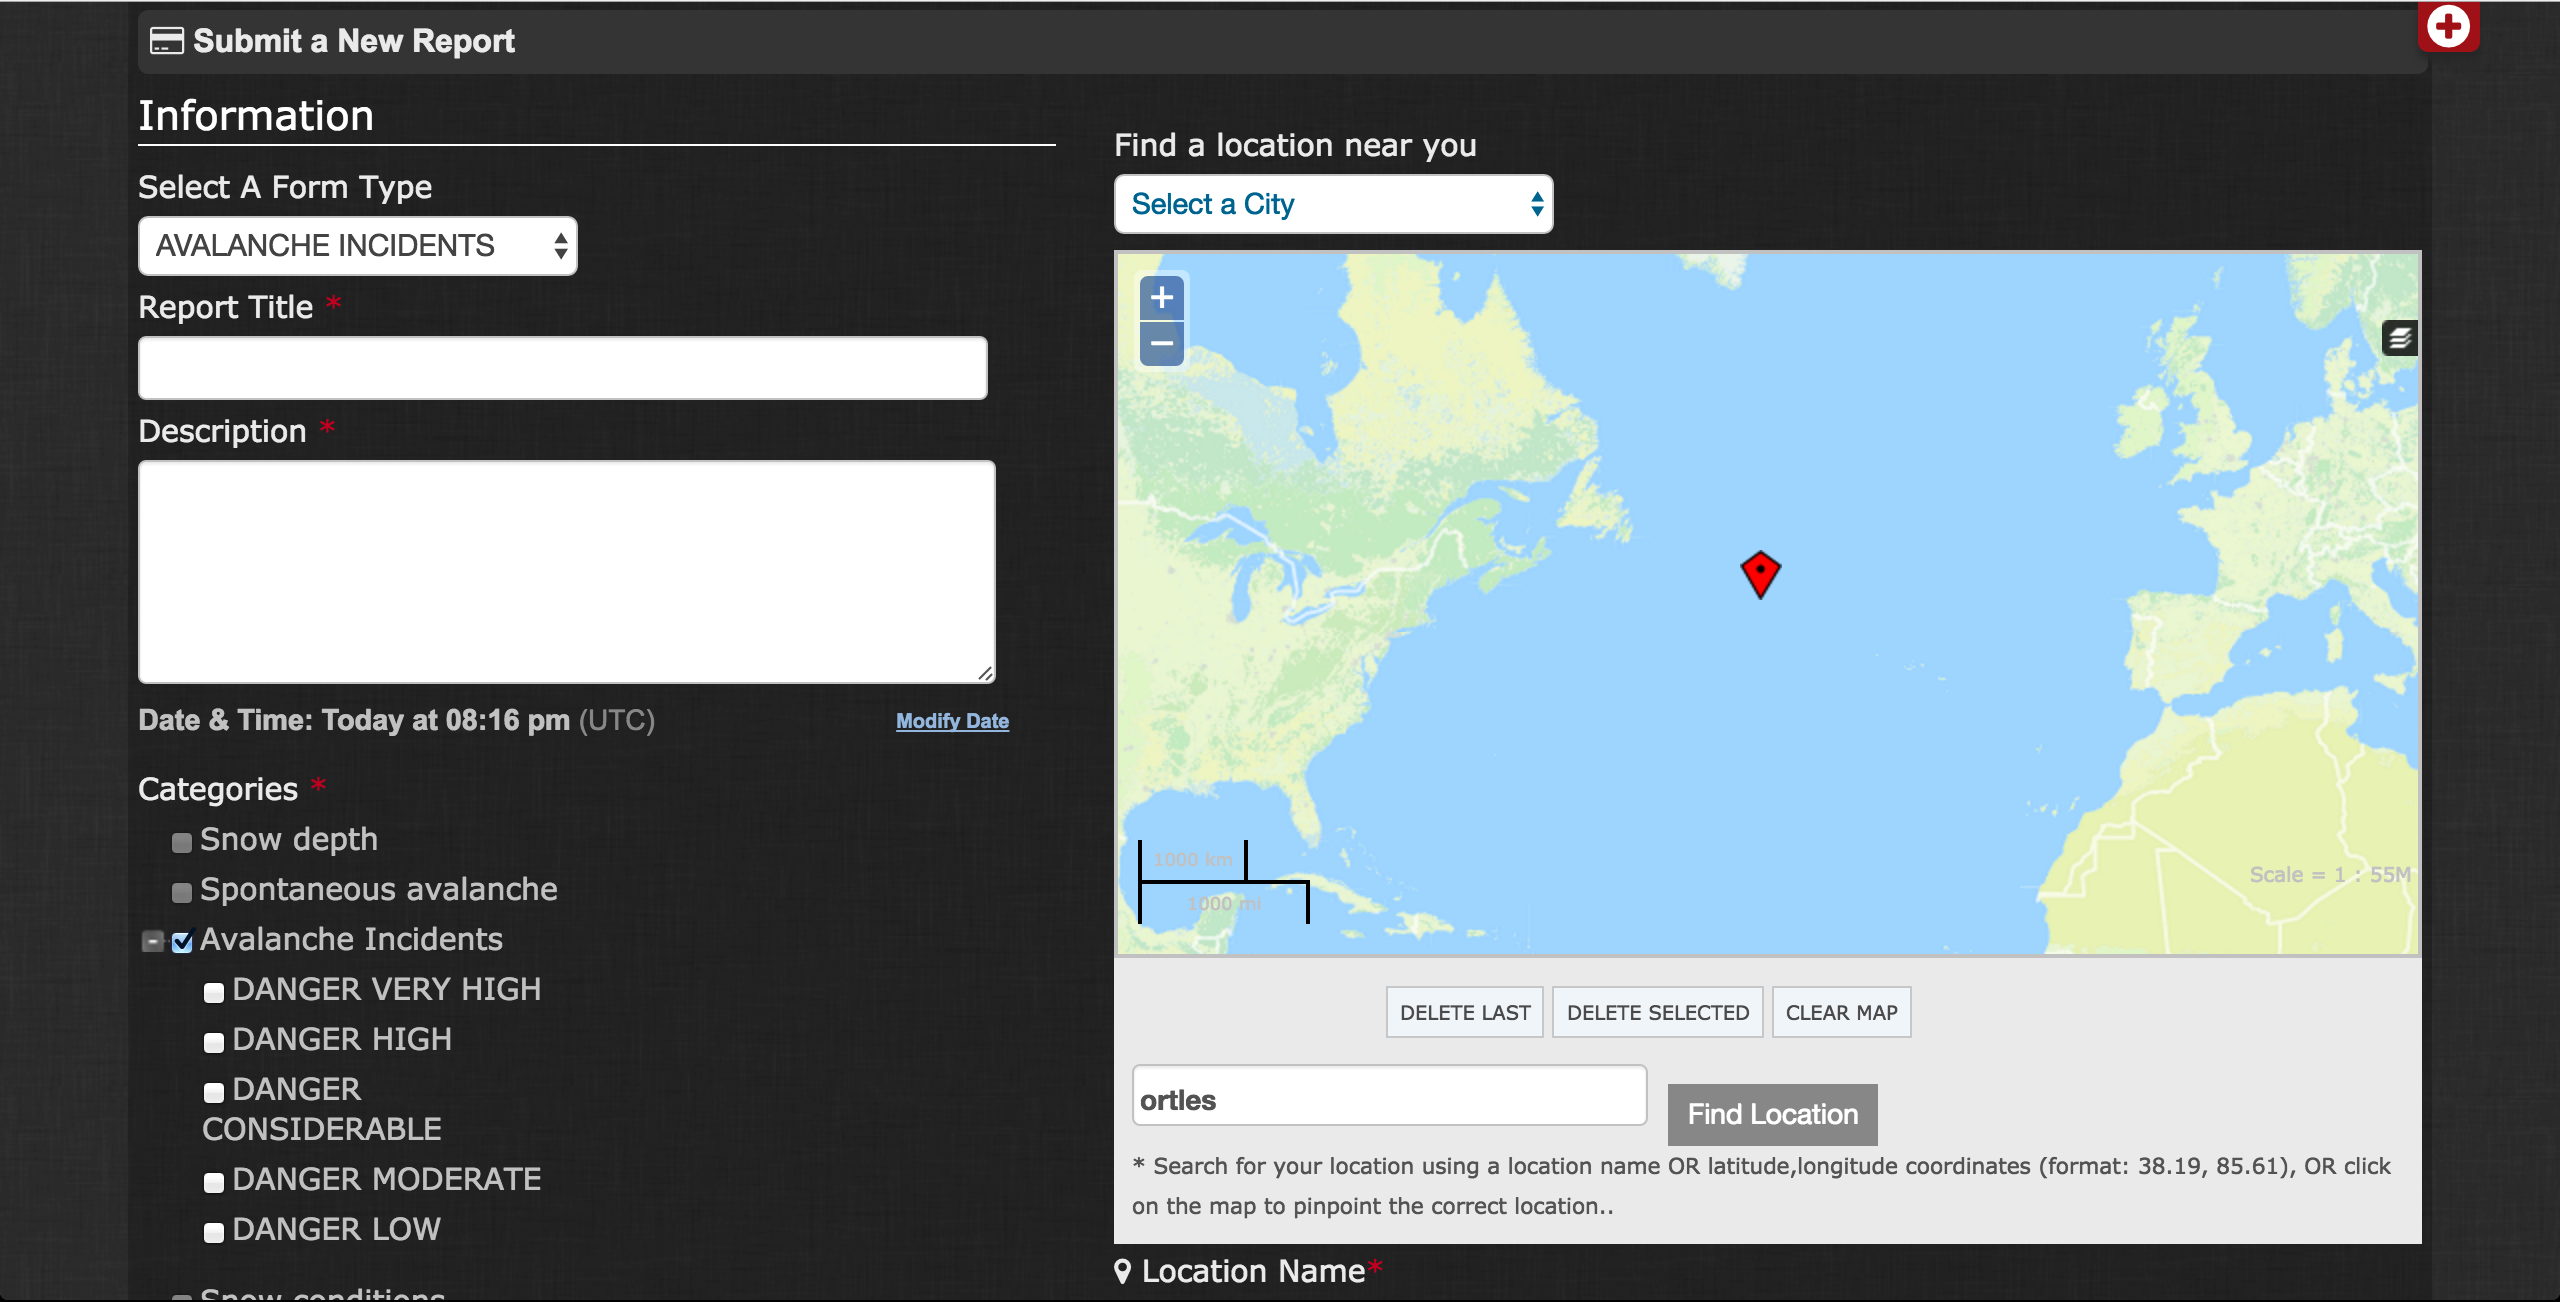 Submit a New Report
Information
Select A Form Type
AVALANCHE INCIDENTS
Report Title *
Description *
Date & Time: Today at 08:16 pm (UTC)
Modify Date
Categories *
Snow depth
Spontaneous avalanche
Avalanche Incidents
DANGER VERY HIGH
DANGER HIGH
DANGER
CONSIDERABLE
DANGER MODERATE
DANGER LOW
Snow conditions
Find a location near you
Select a City
1000 km
1000 mi
Scale = 1 : 55M
DELETE LAST
DELETE SELECTED
CLEAR MAP
ortles
Find Location
* Search for your location using a location name OR latitude,longitude coordinates (format: 38.19, 85.61), OR click
on the map to pinpoint the correct location..
Location Name*